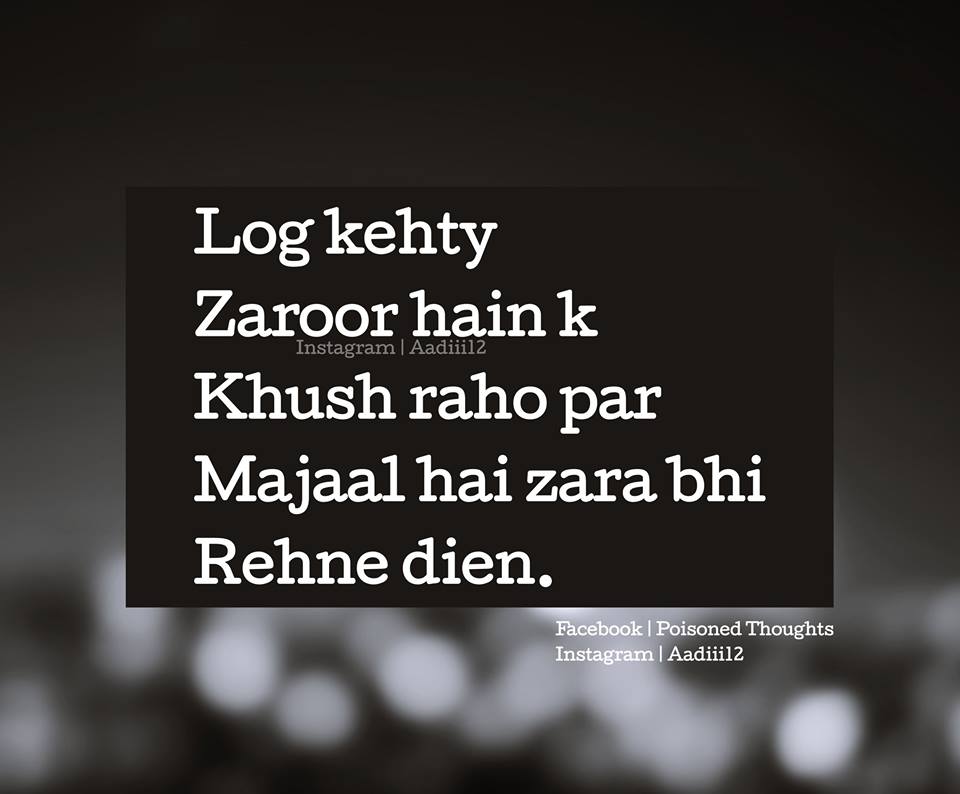 Log kehty
Zaroor hain k
Instagram | Aadiii12
Khush raho par
Majaal hai zara bhi
Rehne dien.
Facebook | Poisoned Thoughts
Instagram | Aadiii12